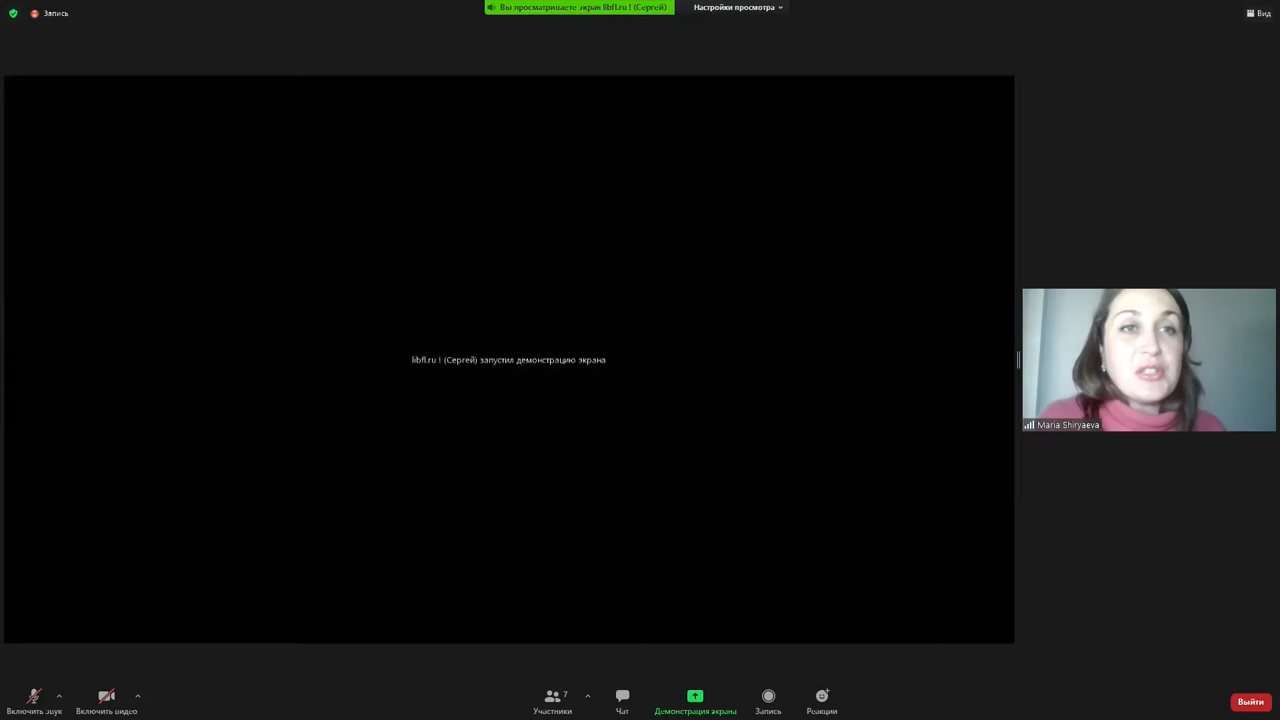 Запись
Вы просматриваете экран libfl.ru ! (Сергей)
Настройки просмотра
Вид
libfl.ru ! (Сергей) запустил демонстрацию экрана
Maria Shiryaeva
Включить звук
Включить видео
7
Участники
Чат
Демонстрация экрана
Запись
Реакции
Выйти